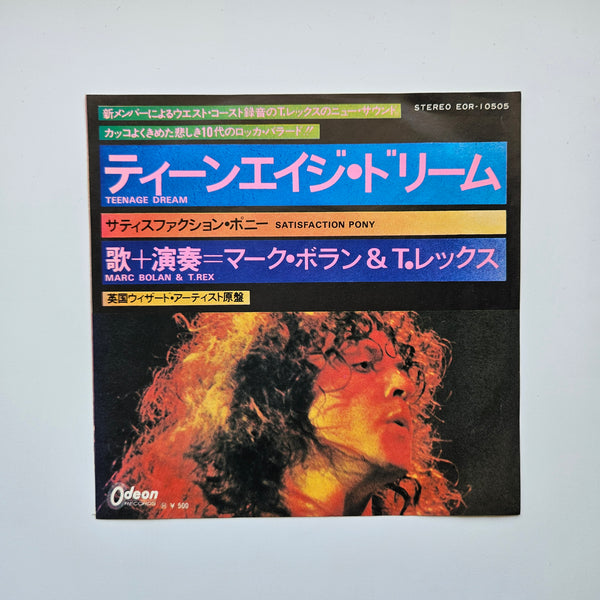 新メンバーによるウエスト・コースト録音のT.レックスのニュー・サウンド
STEREO EOR-10505
カッコよくきめた悲しき10代のロッカ・バラード!!
ティーンエイジ・ドリーム
TEENAGE DREAM
サティスファクション・ポニー SATISFACTION PONY
歌+演奏=マーク・ボラン&T.レックス
MARC BOLAN & T.REX
英国ウィザード・アーティスト原盤
Odeon
RECORDS
¥500